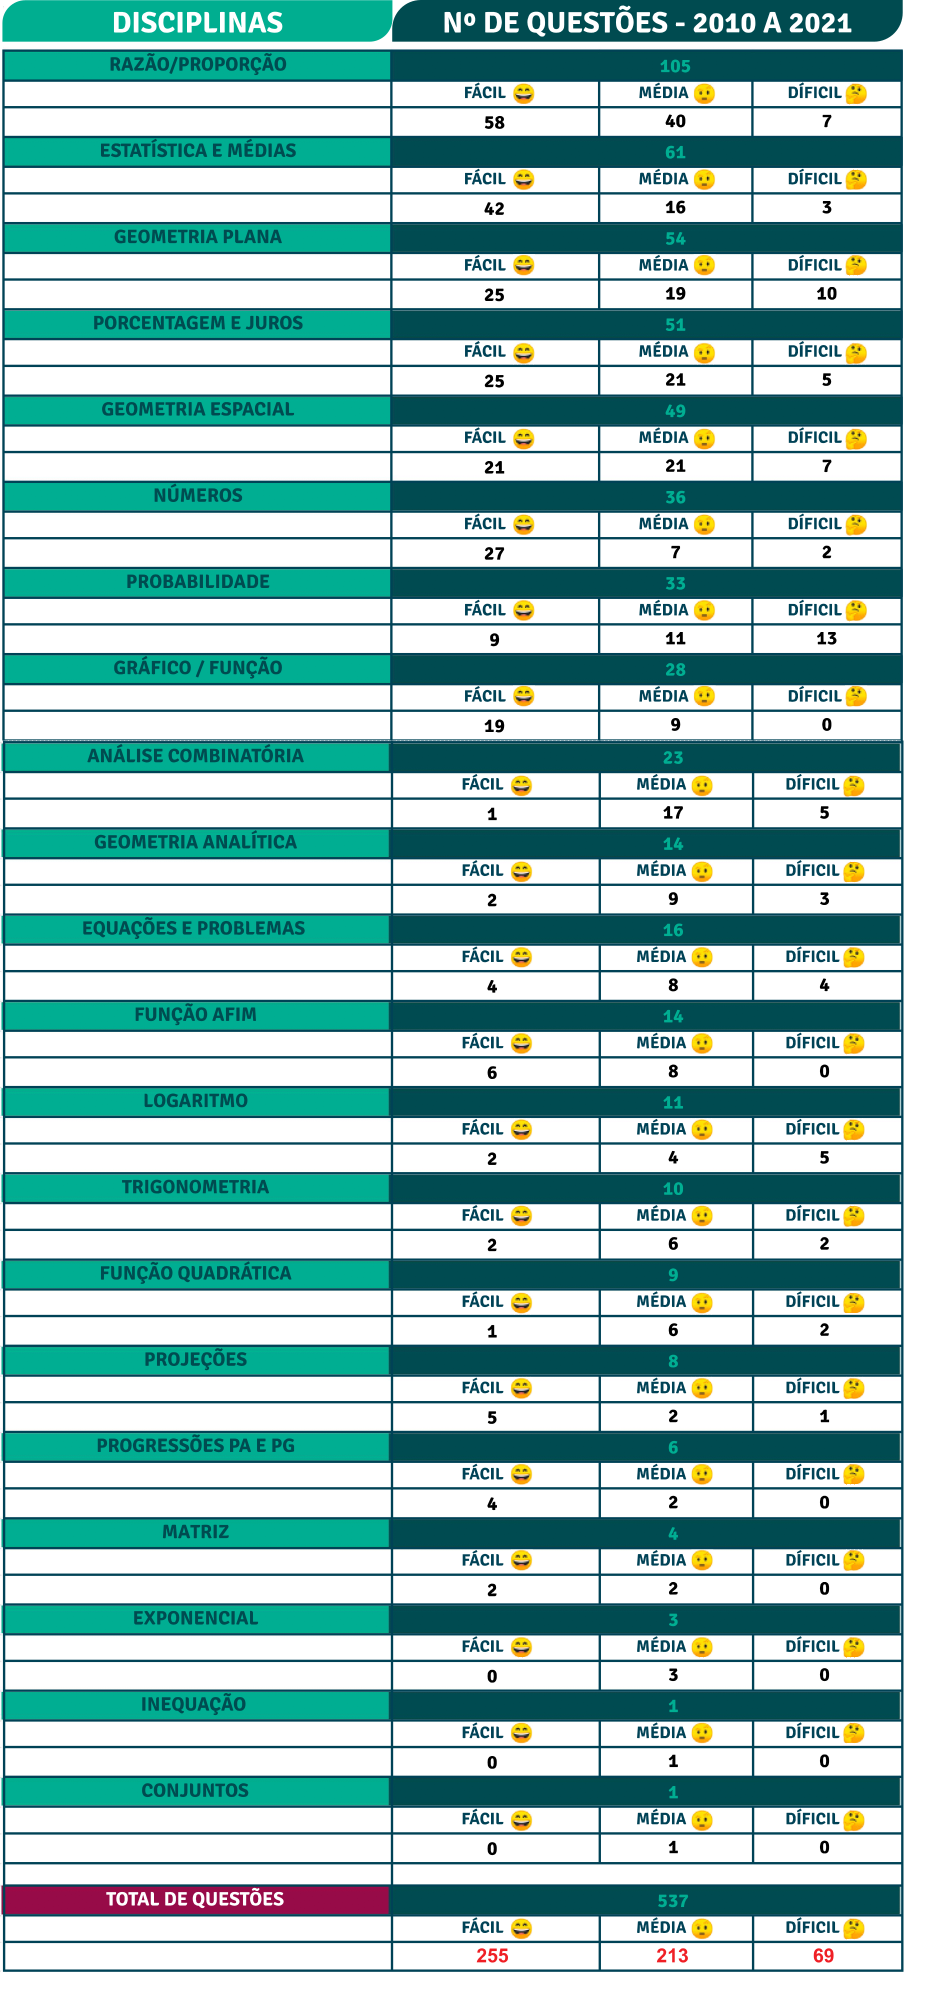 DISCIPLINAS Nº DE QUESTÕES - 2010 A 2021
RAZÃO/PROPORÇÃO 105
FÁCIL 😄 MÉDIA 😗 DÍFICIL 🤔
58 40 7
ESTATÍSTICA E MÉDIAS 61
FÁCIL 😄 MÉDIA 😗 DÍFICIL 🤔
42 16 3
GEOMETRIA PLANA 54
FÁCIL 😄 MÉDIA 😗 DÍFICIL 🤔
25 19 10
PORCENTAGEM E JUROS 51
FÁCIL 😄 MÉDIA 😗 DÍFICIL 🤔
25 21 5
GEOMETRIA ESPACIAL 49
FÁCIL 😄 MÉDIA 😗 DÍFICIL 🤔
21 21 7
NÚMEROS 36
FÁCIL 😄 MÉDIA 😗 DÍFICIL 🤔
27 7 2
PROBABILIDADE 33
FÁCIL 😄 MÉDIA 😗 DÍFICIL 🤔
9 11 13
GRÁFICO / FUNÇÃO 28
FÁCIL 😄 MÉDIA 😗 DÍFICIL 🤔
19 9 0
ANÁLISE COMBINATÓRIA 23
FÁCIL 😄 MÉDIA 😗 DÍFICIL 🤔
1 17 5
GEOMETRIA ANALÍTICA 14
FÁCIL 😄 MÉDIA 😗 DÍFICIL 🤔
2 9 3
EQUAÇÕES E PROBLEMAS 16
FÁCIL 😄 MÉDIA 😗 DÍFICIL 🤔
4 8 4
FUNÇÃO AFIM 14
FÁCIL 😄 MÉDIA 😗 DÍFICIL 🤔
6 8 0
LOGARITMO 11
FÁCIL 😄 MÉDIA 😗 DÍFICIL 🤔
2 4 5
TRIGONOMETRIA 10
FÁCIL 😄 MÉDIA 😗 DÍFICIL 🤔
2 6 2
FUNÇÃO QUADRÁTICA 9
FÁCIL 😄 MÉDIA 😗 DÍFICIL 🤔
1 6 2
PROJEÇÕES 8
FÁCIL 😄 MÉDIA 😗 DÍFICIL 🤔
5 2 1
PROGRESSÕES PA E PG 6
FÁCIL 😄 MÉDIA 😗 DÍFICIL 🤔
4 2 0
MATRIZ 4
FÁCIL 😄 MÉDIA 😗 DÍFICIL 🤔
2 2 0
EXPONENCIAL 3
FÁCIL 😄 MÉDIA 😗 DÍFICIL 🤔
0 3 0
INEQUAÇÃO 1
FÁCIL 😄 MÉDIA 😗 DÍFICIL 🤔
0 1 0
CONJUNTOS 1
FÁCIL 😄 MÉDIA 😗 DÍFICIL 🤔
0 1 0
TOTAL DE QUESTÕES 537
FÁCIL 😄 MÉDIA 😗 DÍFICIL 🤔
255 213 69